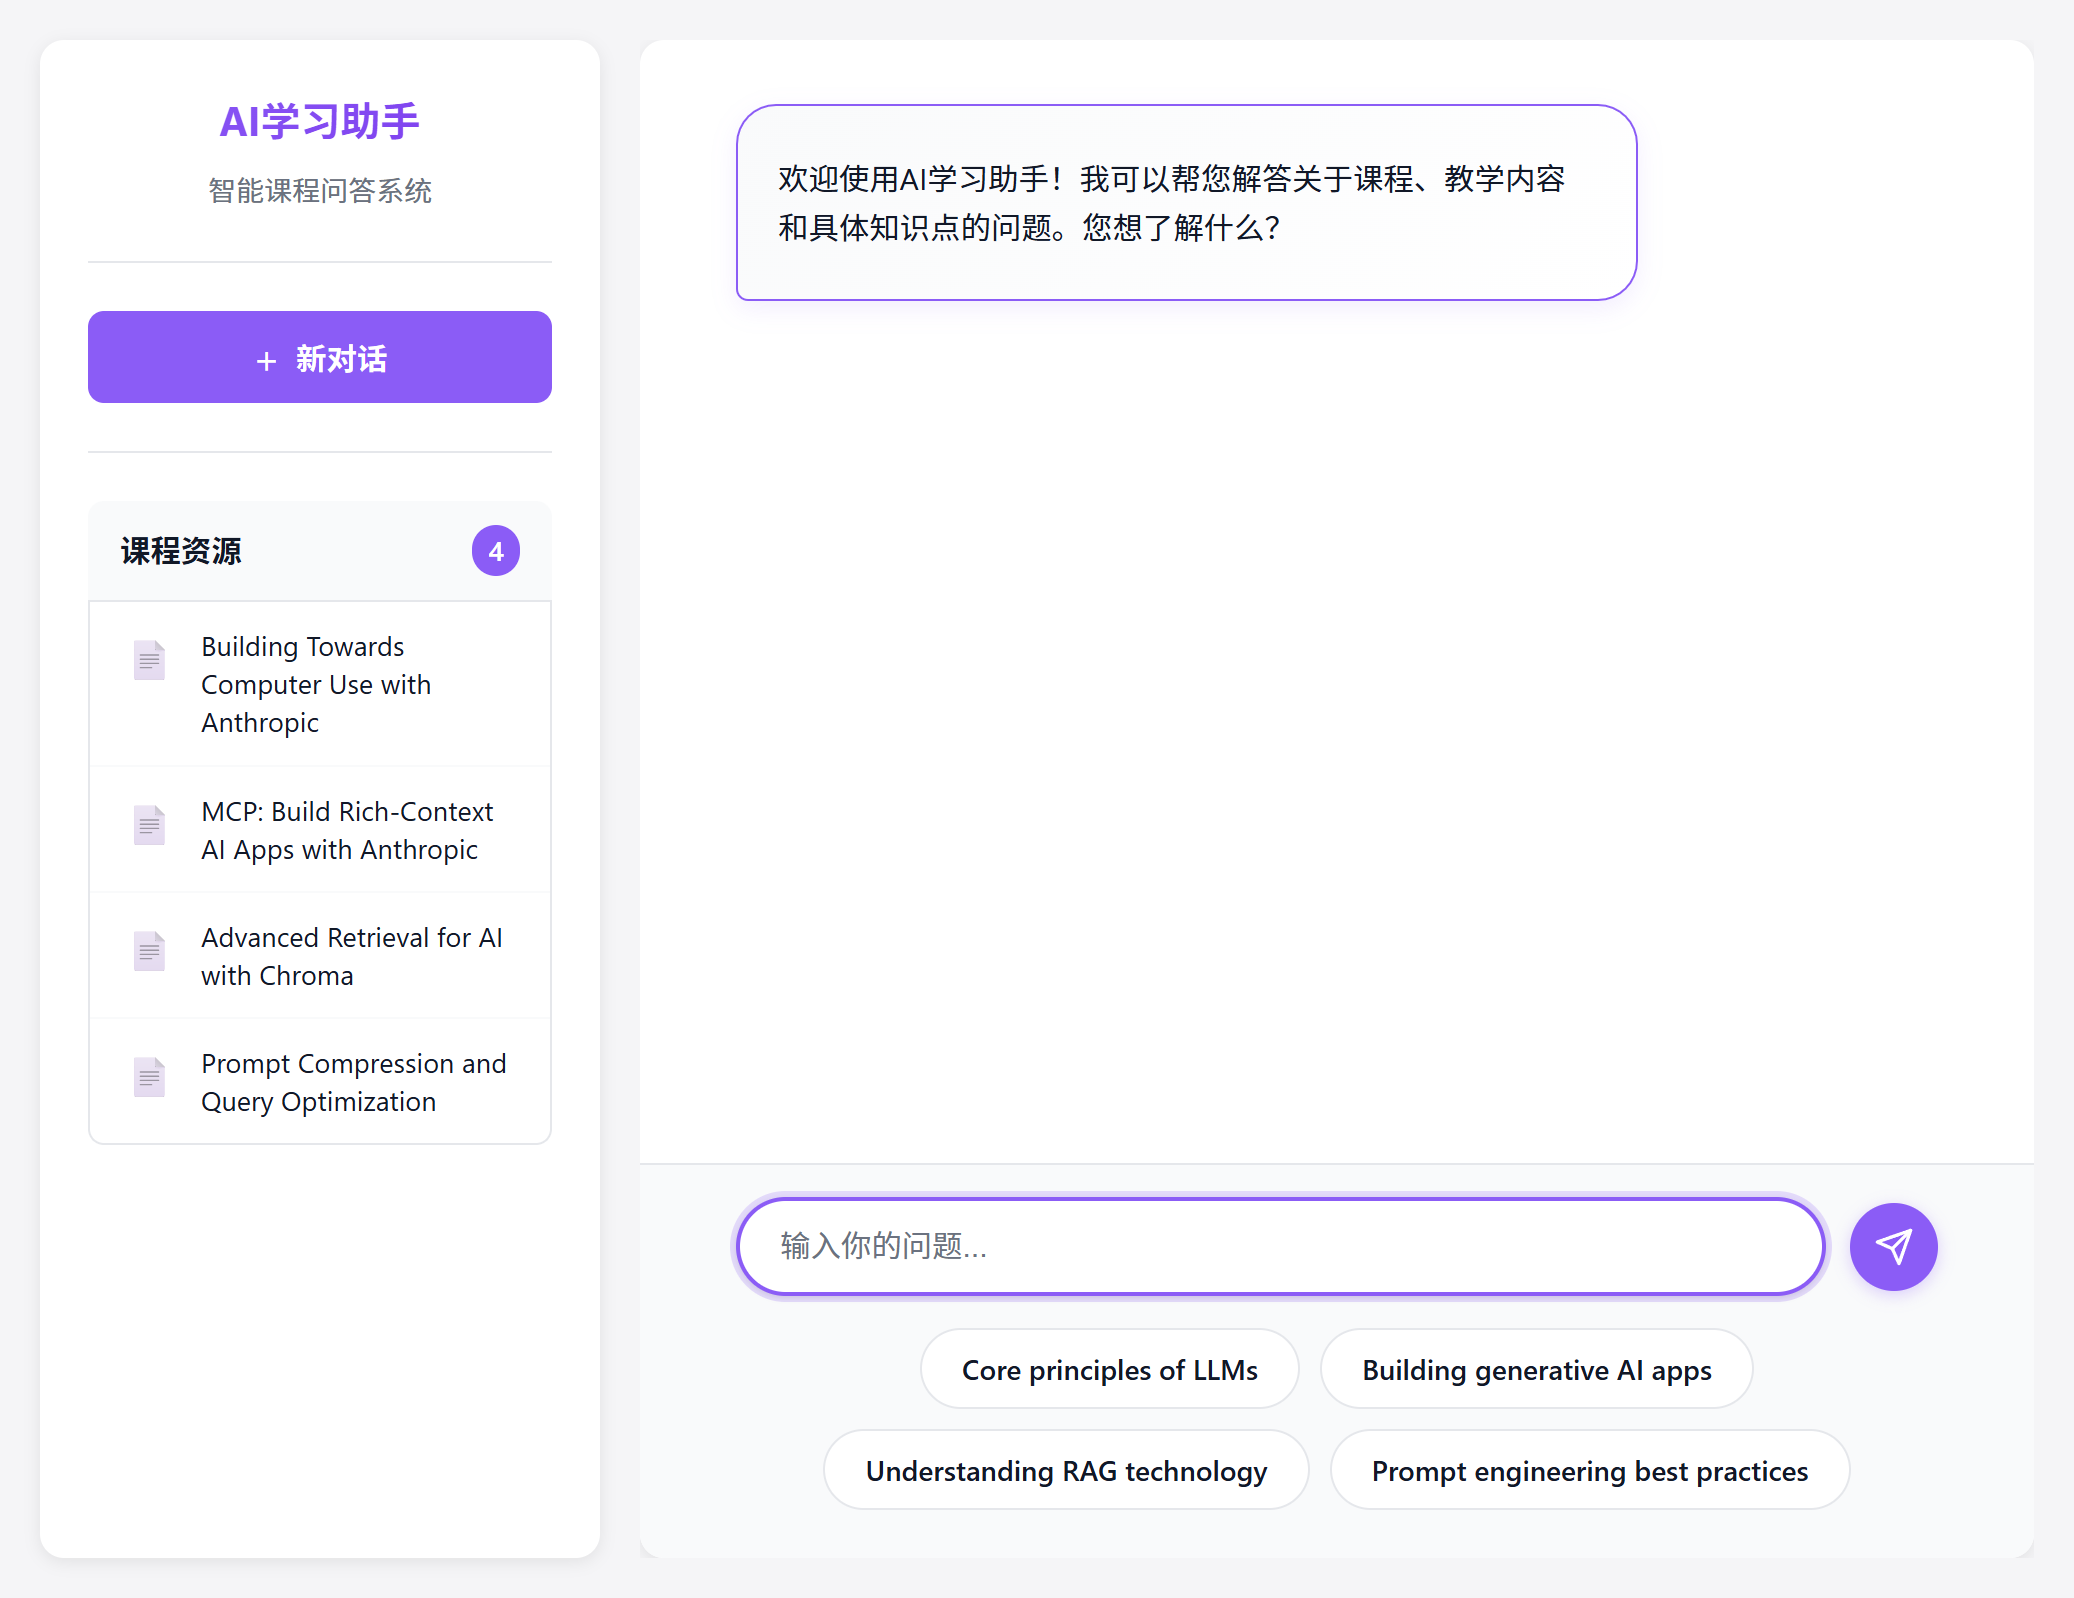 AI学习助手
智能课程问答系统
+ 新对话
课程资源 4
Building Towards
Computer Use with
Anthropic
MCP: Build Rich-Context
AI Apps with Anthropic
Advanced Retrieval for AI
with Chroma
Prompt Compression and
Query Optimization
欢迎使用AI学习助手！我可以帮您解答关于课程、教学内容
和具体知识点的问题。您想了解什么？
输入你的问题...
Core principles of LLMs
Building generative AI apps
Understanding RAG technology
Prompt engineering best practices